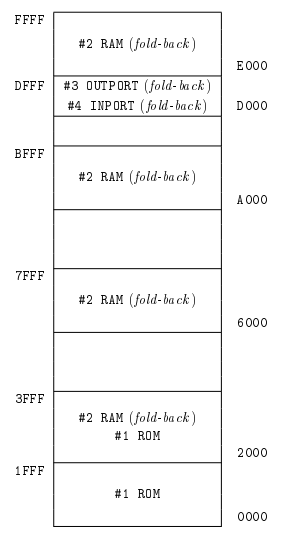 FFFF
#2 RAM (fold-back)
E000
DFFF
#3 OUTPORT (fold-back)
#4 INPORT (fold-back)
D000
BFFF
#2 RAM (fold-back)
A000
7FFF
#2 RAM (fold-back)
6000
3FFF
#2 RAM (fold-back)
#1 ROM
2000
1FFF
#1 ROM
0000